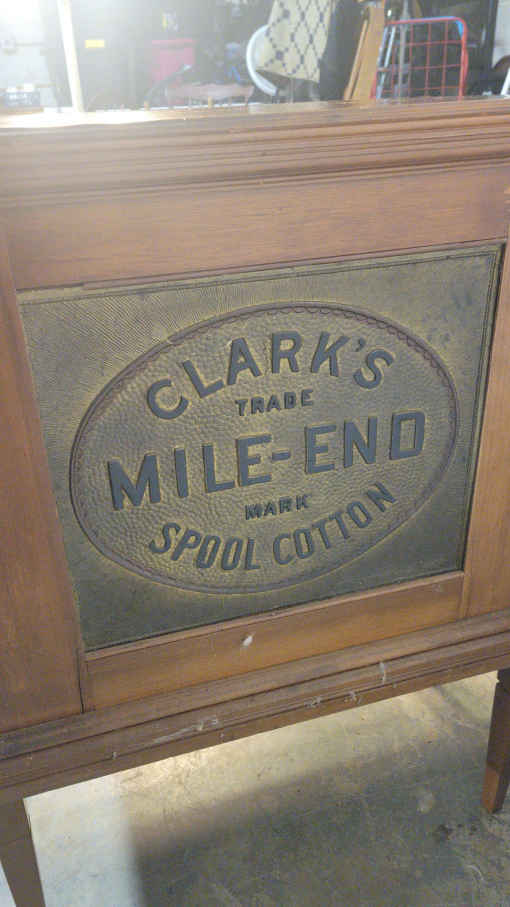 CLARK'S
TRADE
MILE-END
MARK
SPOOL COTTON